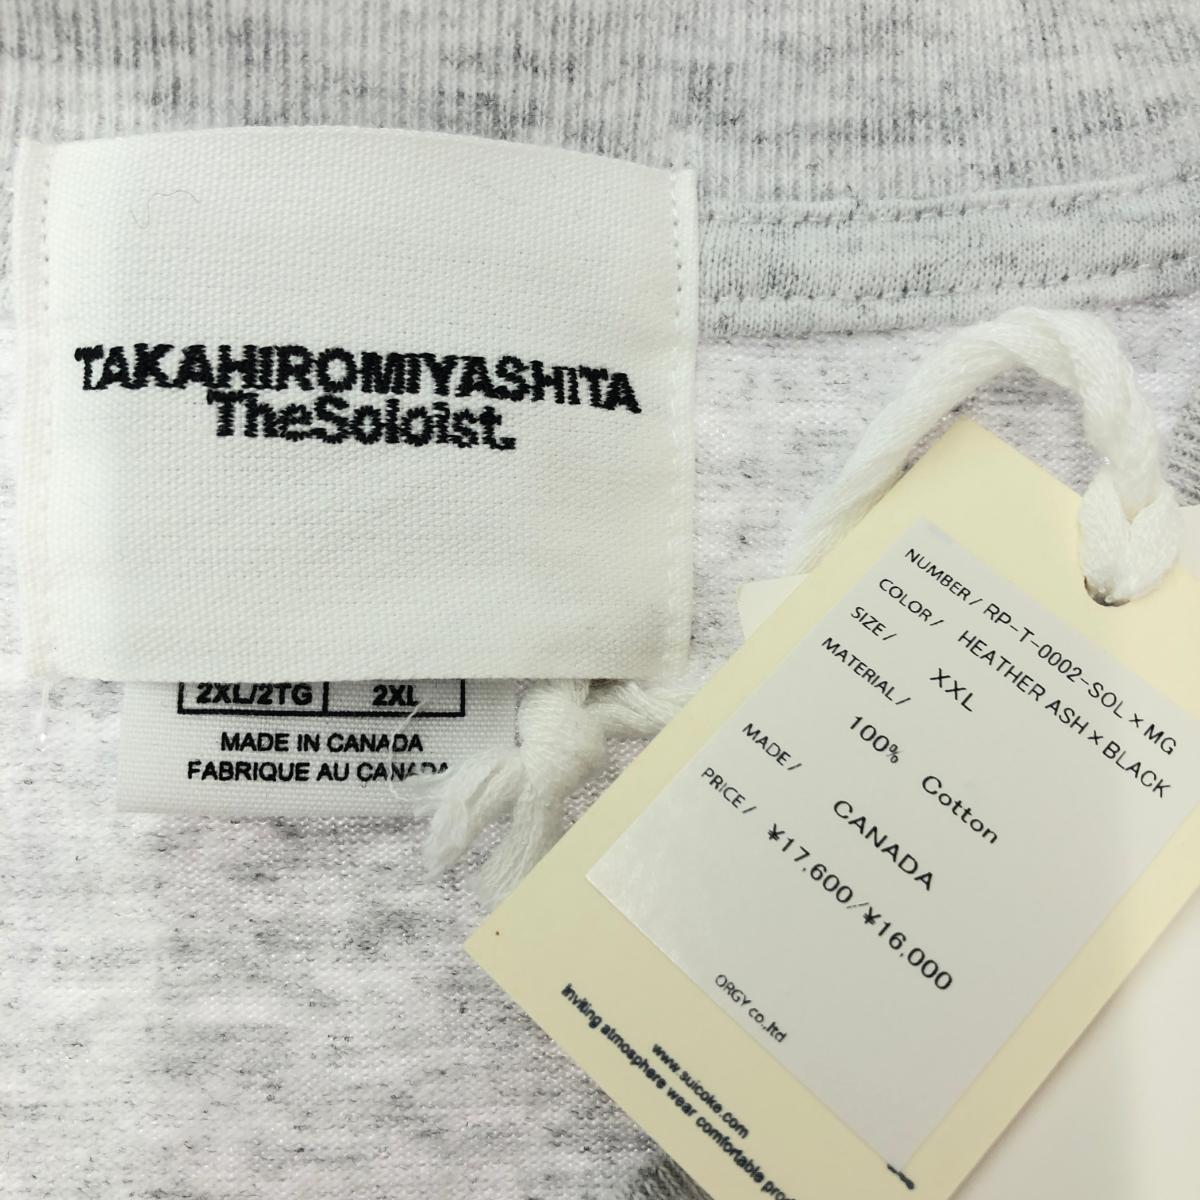 TAKAHIROMIYASHITA
TheSoloist.
2XL/2TG 2XL
MADE IN CANADA
FABRIQUE AU CANADA
NUMBER / RP-T-0002-SOL × MG
COLOR / HEATHER ASH × BLACK
SIZE / XXL
MATERIAL / 100% Cotton
MADE / CANADA
PRICE / ¥17,600/¥16,000
ORGY co.,ltd
www.suicoke.com
Inviting atmosphere wear comfortable